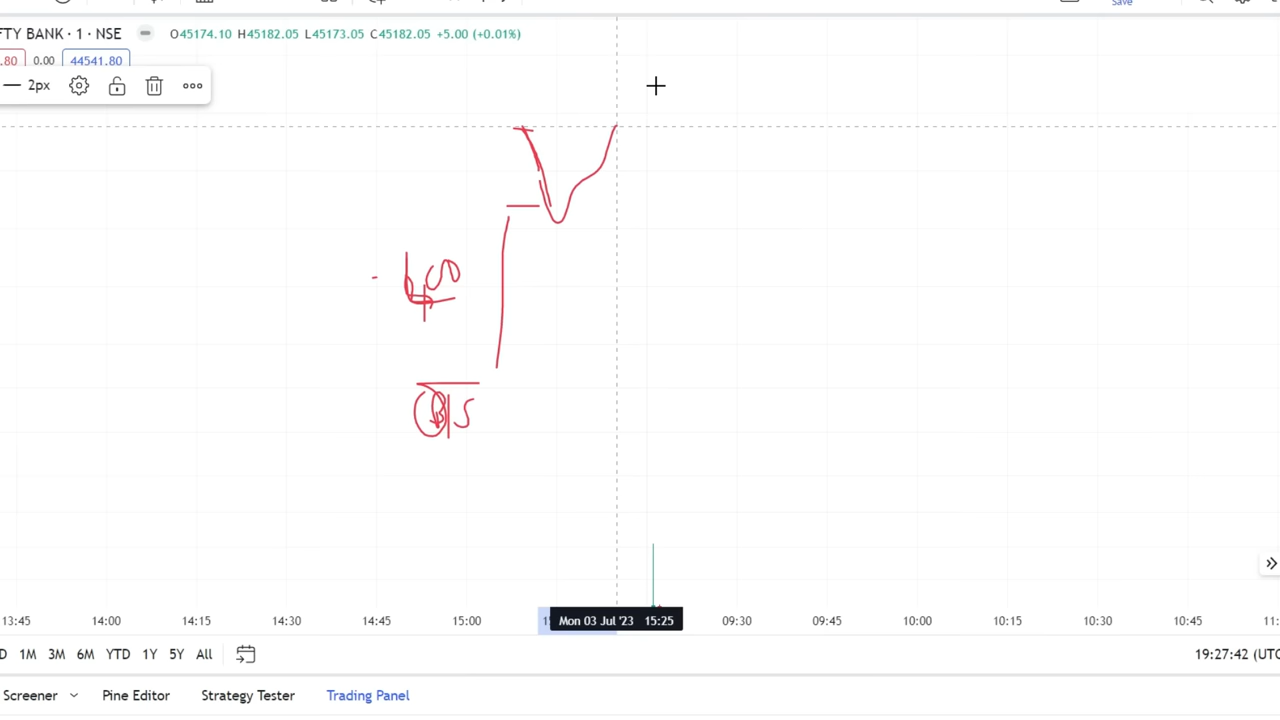 Save
FTY BANK · 1 · NSE O45174.10 H45182.05 L45173.05 C45182.05 +5.00 (+0.01%)
.80 0.00 44541.80
2px
B|S
13:45 14:00 14:15 14:30 14:45 15:00 Mon 03 Jul '23 15:25 09:30 09:45 10:00 10:15 10:30 10:45 11:
D 1M 3M 6M YTD 1Y 5Y All 19:27:42 (UTC
Screener Pine Editor Strategy Tester Trading Panel